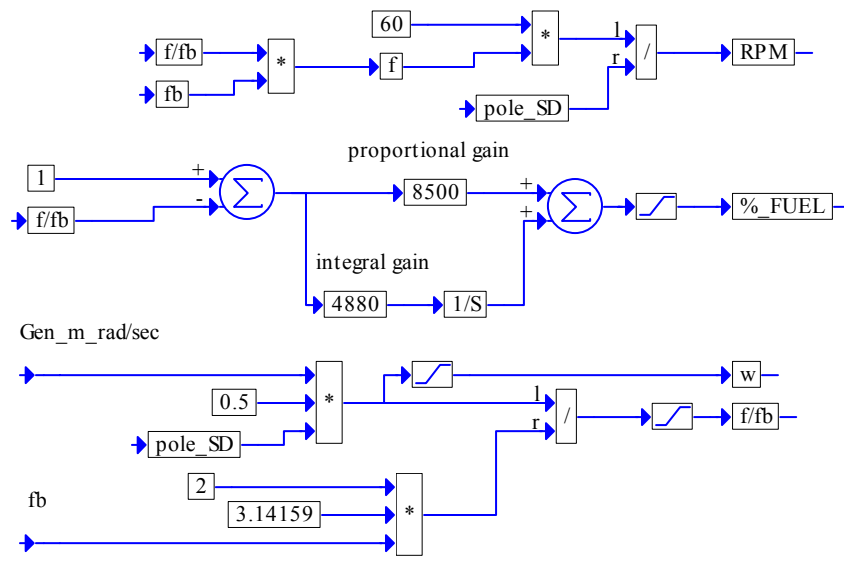 60
l
f/fb
*
*
/
RPM
r
f
fb
pole_SD
proportional gain
1
+
Σ
8500
+
Σ
%_FUEL
-
+
f/fb
integral gain
4880
1/S
Gen_m_rad/sec
w
0.5
*
l
/
f/fb
r
pole_SD
2
fb
3.14159
*